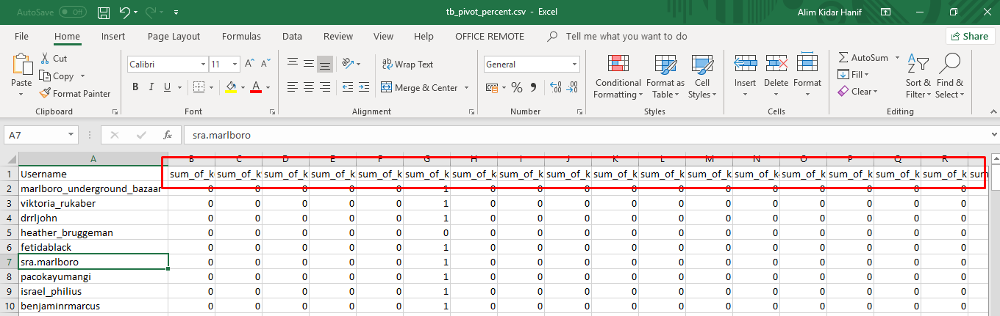 AutoSave Off tb_pivot_percent.csv - Excel Alim Kidar Hanif
File Home Insert Page Layout Formulas Data Review View Help OFFICE REMOTE Tell me what you want to do Share
Paste Cut Copy Format Painter
Clipboard
Calibri 11 A A
B I U A
Font
ab Wrap Text
Merge & Center
Alignment
General
% , .00 .00
Number
Conditional Formatting Format as Table Cell Styles
Styles
Insert Delete Format
Cells
AutoSum Fill Clear Sort & Filter Find & Select
Editing
A7 fx sra.marlboro
A B C D E F G H I J K L M N O P Q R
1 Username sum_of_k sum_of_k sum_of_k sum_of_k sum_of_k sum_of_k sum_of_k sum_of_k sum_of_k sum_of_k sum_of_k sum_of_k sum_of_k sum_of_k sum_of_k sum_of_k sum_of_k sum
2 marlboro_underground_bazaar 0 0 0 0 0 1 0 0 0 0 0 0 0 0 0 0 0
3 viktoria_rukaber 0 0 0 0 0 1 0 0 0 0 0 0 0 0 0 0 0
4 drrljohn 0 0 0 0 0 1 0 0 0 0 0 0 0 0 0 0 0
5 heather_bruggeman 0 0 0 0 0 0 0 0 0 0 0 0 0 0 0 0 0
6 fetidablack 0 0 0 0 0 1 0 0 0 0 0 0 0 0 0 0 0
7 sra.marlboro 0 0 0 0 0 1 0 0 0 0 0 0 0 0 0 0 0
8 pacokayumangi 0 0 0 0 0 1 0 0 0 0 0 0 0 0 0 0 0
9 israel_philius 0 0 0 0 0 1 0 0 0 0 0 0 0 0 0 0 0
10 benjaminrmarcus 0 0 0 0 0 1 0 0 0 0 0 0 0 0 0 0 0